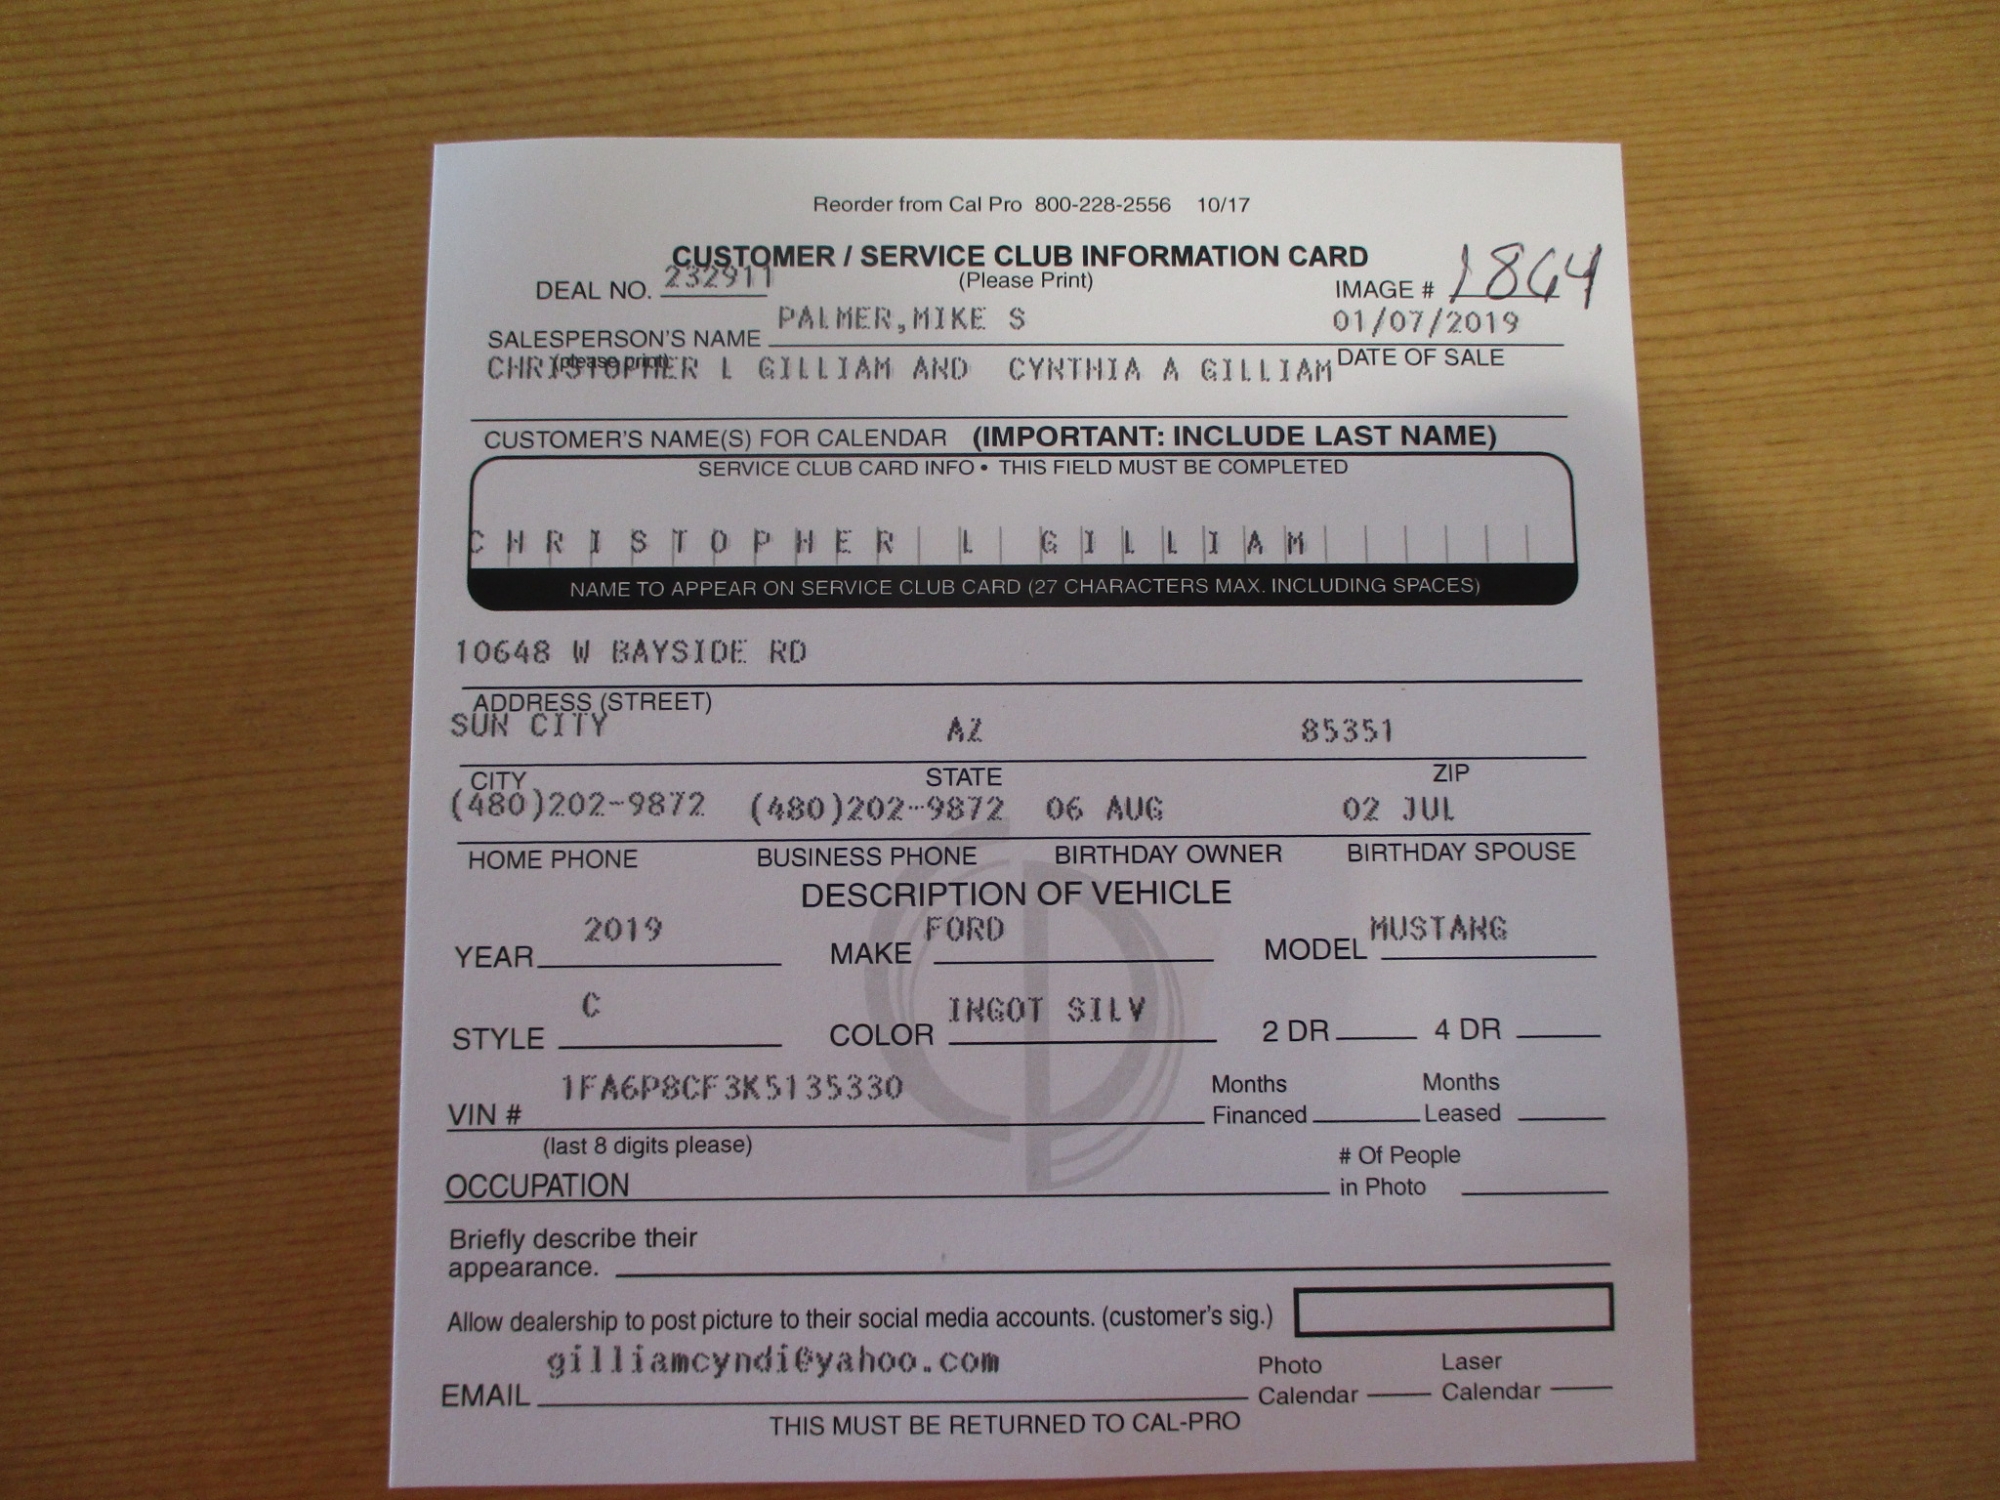 Reorder from Cal Pro 800-228-2556 10/17
CUSTOMER / SERVICE CLUB INFORMATION CARD
(Please Print)
DEAL NO. 232911
IMAGE # 1864
SALESPERSON'S NAME PALMER,MIKE S 01/07/2019
(please print) DATE OF SALE
CHRISTOPHER L GILLIAM AND CYNTHIA A GILLIAM
CUSTOMER'S NAME(S) FOR CALENDAR (IMPORTANT: INCLUDE LAST NAME)
SERVICE CLUB CARD INFO • THIS FIELD MUST BE COMPLETED
CHRISTOPHER L GILLIAM
NAME TO APPEAR ON SERVICE CLUB CARD (27 CHARACTERS MAX. INCLUDING SPACES)
10648 W BAYSIDE RD
ADDRESS (STREET)
SUN CITY AZ 85351
CITY STATE ZIP
(480)202-9872 (480)202-9872 06 AUG 02 JUL
HOME PHONE BUSINESS PHONE BIRTHDAY OWNER BIRTHDAY SPOUSE
DESCRIPTION OF VEHICLE
YEAR 2019 MAKE FORD MODEL MUSTANG
STYLE C COLOR INGOT SILV 2 DR 4 DR
VIN # 1FA6P8CF3K5135330 Months Financed Months Leased
(last 8 digits please)
OCCUPATION # Of People in Photo
Briefly describe their
appearance.
Allow dealership to post picture to their social media accounts. (customer's sig.)
EMAIL gilliamcyndi@yahoo.com Photo Calendar Laser Calendar
THIS MUST BE RETURNED TO CAL-PRO